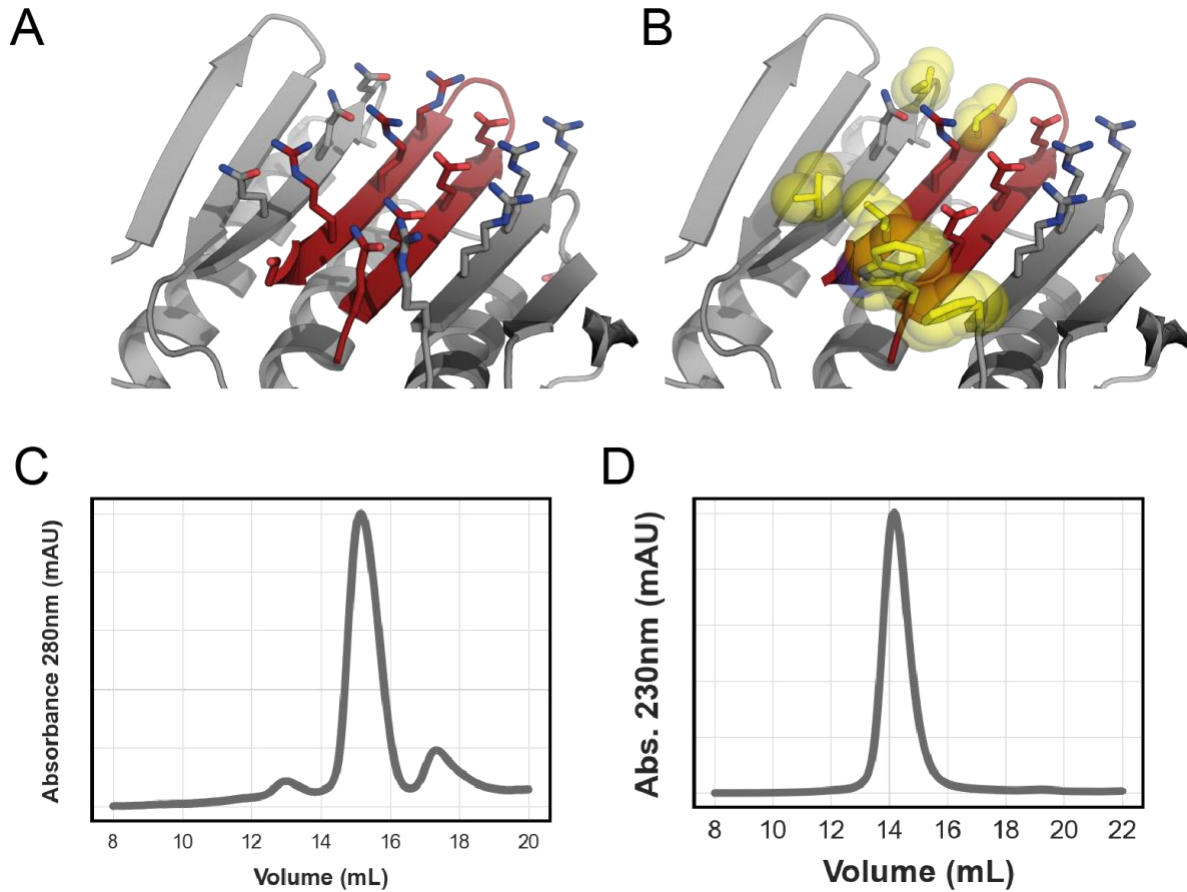 A
B
C
Absorbance 280nm (mAU)
8 10 12 14 16 18 20
Volume (mL)
D
Abs. 230nm (mAU)
8 10 12 14 16 18 20 22
Volume (mL)